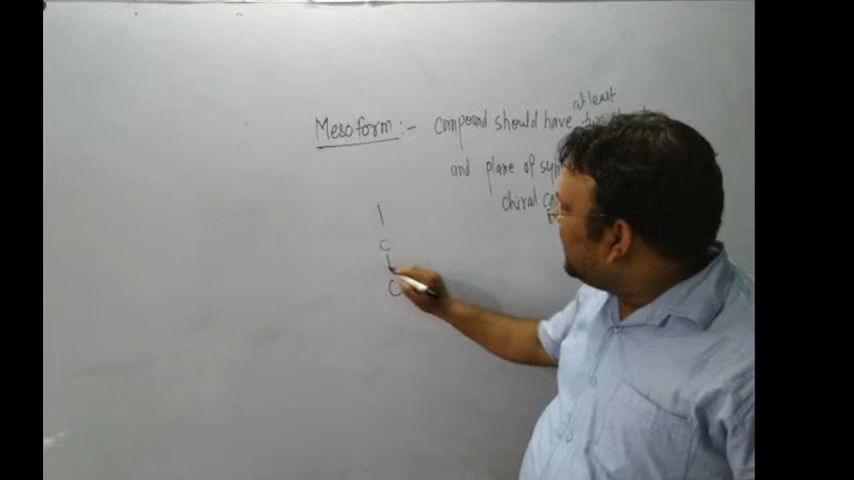 at least
Mesoform :- compound should have
and plane of sym
chiral
C
C